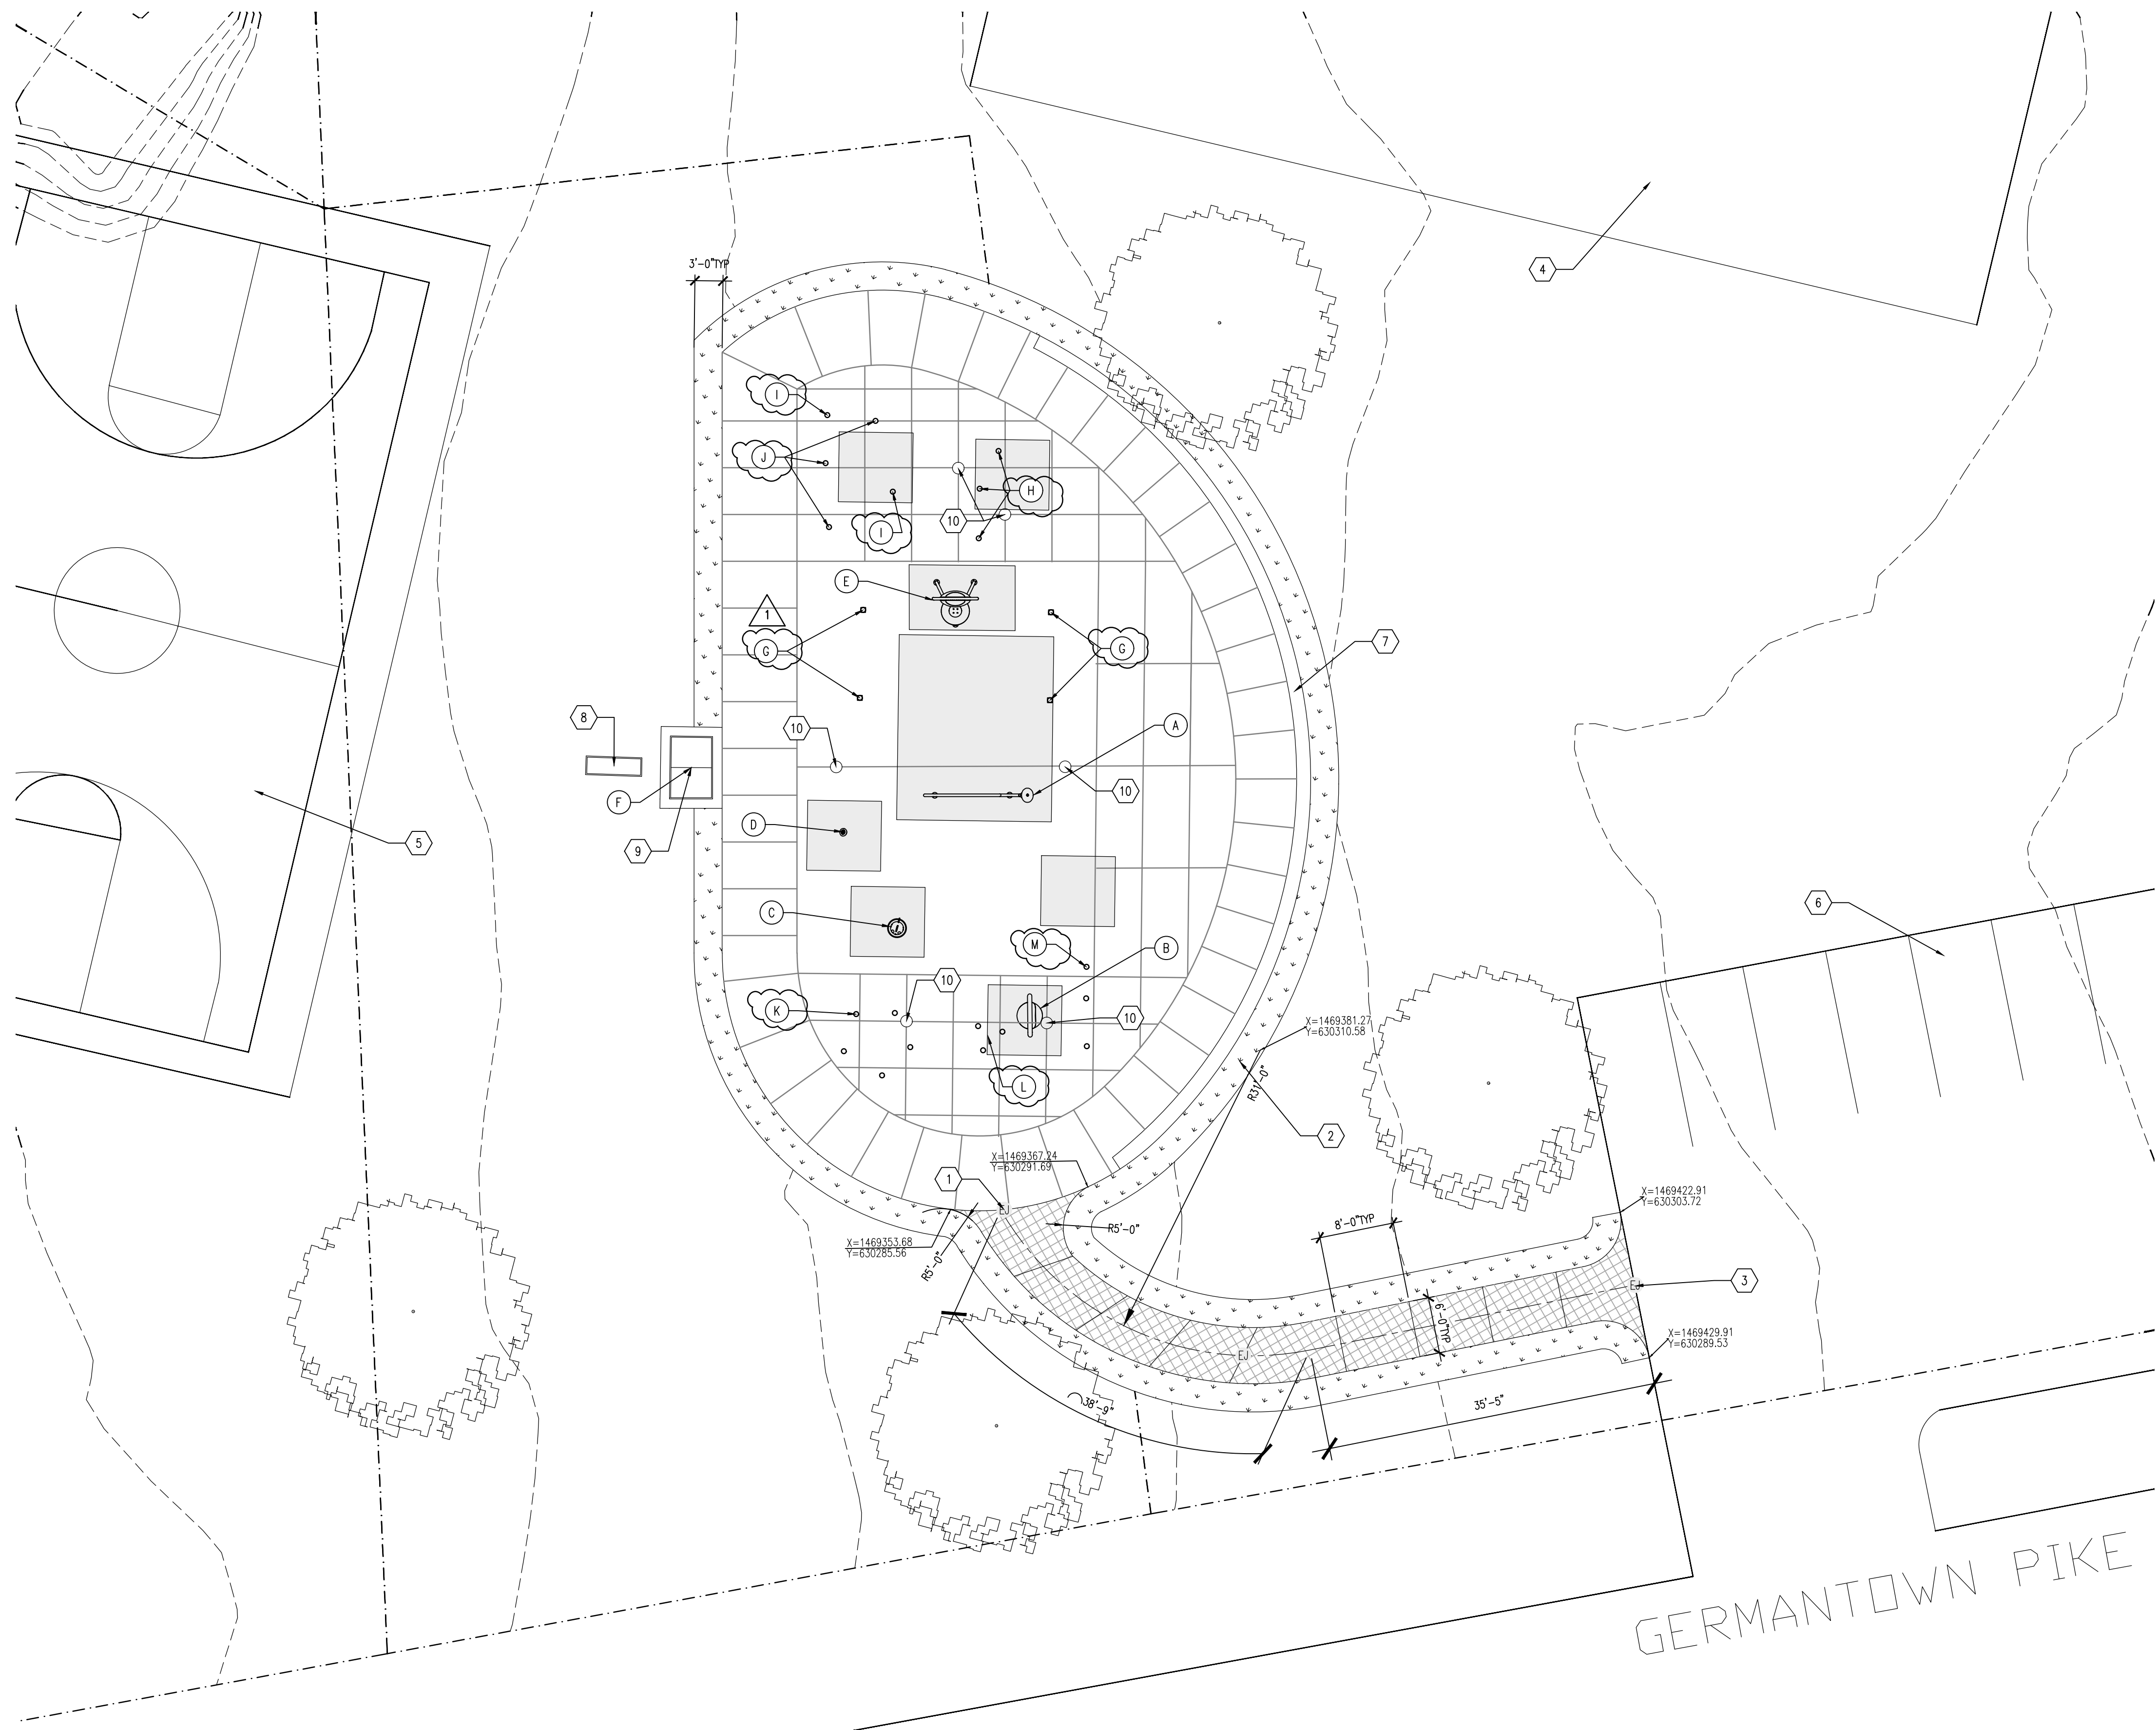 3'-0"TYP
4
I
J
H
I
10
E
1
G
G
7
8
10
A
F
10
D
9
5
C
6
M
B
10
K
10
X=1469381.27
Y=630310.58
L
R31'-0"
2
X=1469367.24
Y=630291.69
1
EJ
X=1469422.91
Y=630303.72
8'-0"TYP
R5'-0"
X=1469353.68
Y=630285.56
R5'-0"
EJ
3
6'-0"TYP
X=1469429.91
Y=630289.53
EJ
38'-9"
35'-5"
GERMANTOWN PIKE